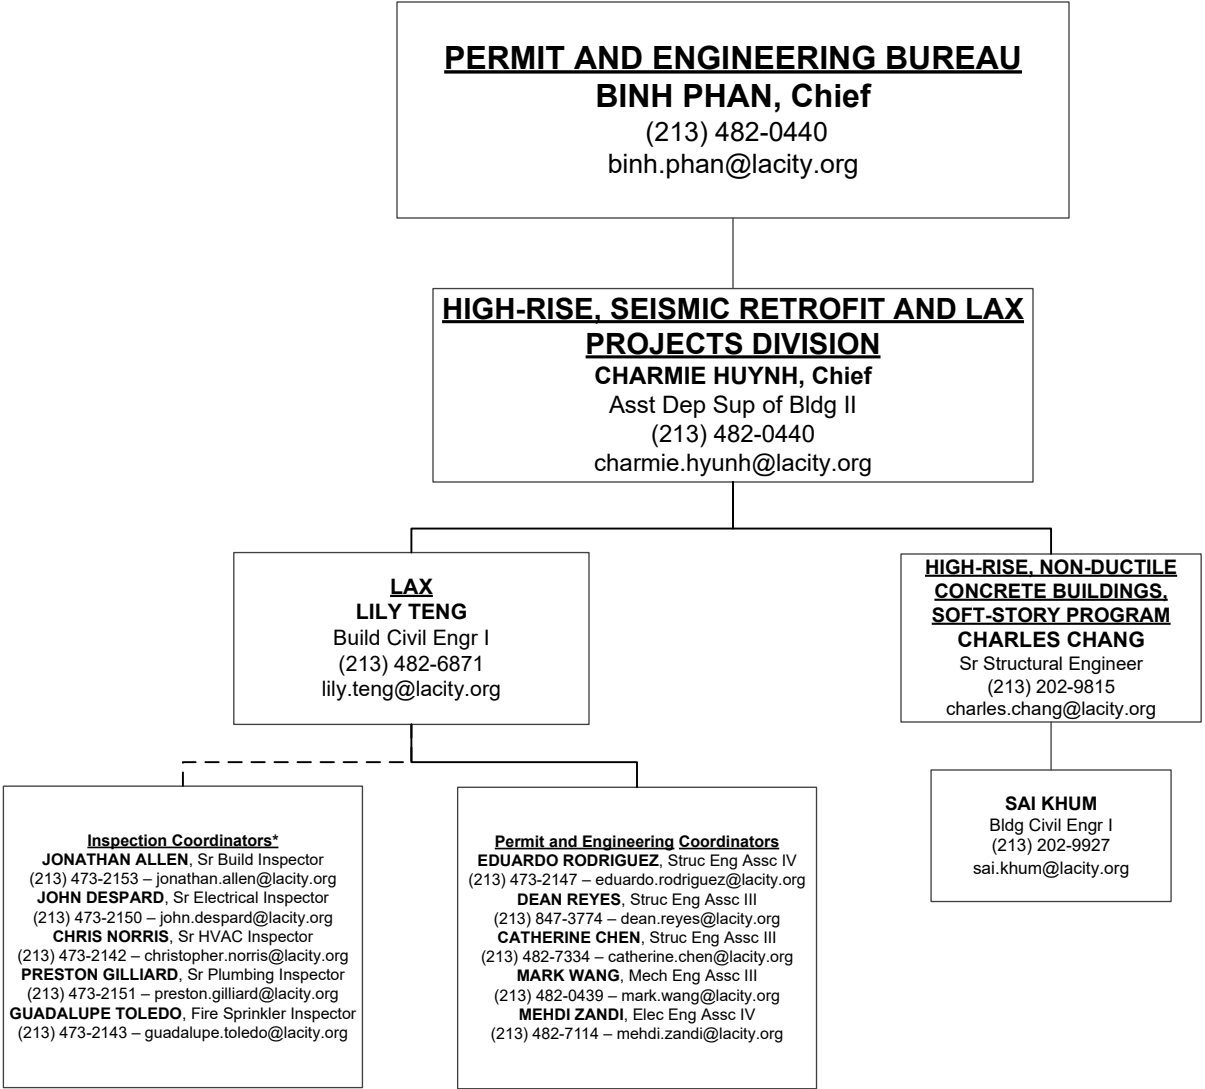 PERMIT AND ENGINEERING BUREAU
BINH PHAN, Chief
(213) 482-0440
binh.phan@lacity.org
HIGH-RISE, SEISMIC RETROFIT AND LAX
PROJECTS DIVISION
CHARMIE HUYNH, Chief
Asst Dep Sup of Bldg II
(213) 482-0440
charmie.hyunh@lacity.org
LAX
LILY TENG
Build Civil Engr I
(213) 482-6871
lily.teng@lacity.org
HIGH-RISE, NON-DUCTILE
CONCRETE BUILDINGS,
SOFT-STORY PROGRAM
CHARLES CHANG
Sr Structural Engineer
(213) 202-9815
charles.chang@lacity.org
Inspection Coordinators*
JONATHAN ALLEN, Sr Build Inspector
(213) 473-2153 – jonathan.allen@lacity.org
JOHN DESPARD, Sr Electrical Inspector
(213) 473-2150 – john.despard@lacity.org
CHRIS NORRIS, Sr HVAC Inspector
(213) 473-2142 – christopher.norris@lacity.org
PRESTON GILLIARD, Sr Plumbing Inspector
(213) 473-2151 – preston.gilliard@lacity.org
GUADALUPE TOLEDO, Fire Sprinkler Inspector
(213) 473-2143 – guadalupe.toledo@lacity.org
Permit and Engineering Coordinators
EDUARDO RODRIGUEZ, Struc Eng Assc IV
(213) 473-2147 – eduardo.rodriguez@lacity.org
DEAN REYES, Struc Eng Assc III
(213) 847-3774 – dean.reyes@lacity.org
CATHERINE CHEN, Struc Eng Assc III
(213) 482-7334 – catherine.chen@lacity.org
MARK WANG, Mech Eng Assc III
(213) 482-0439 – mark.wang@lacity.org
MEHDI ZANDI, Elec Eng Assc IV
(213) 482-7114 – mehdi.zandi@lacity.org
SAI KHUM
Bldg Civil Engr I
(213) 202-9927
sai.khum@lacity.org